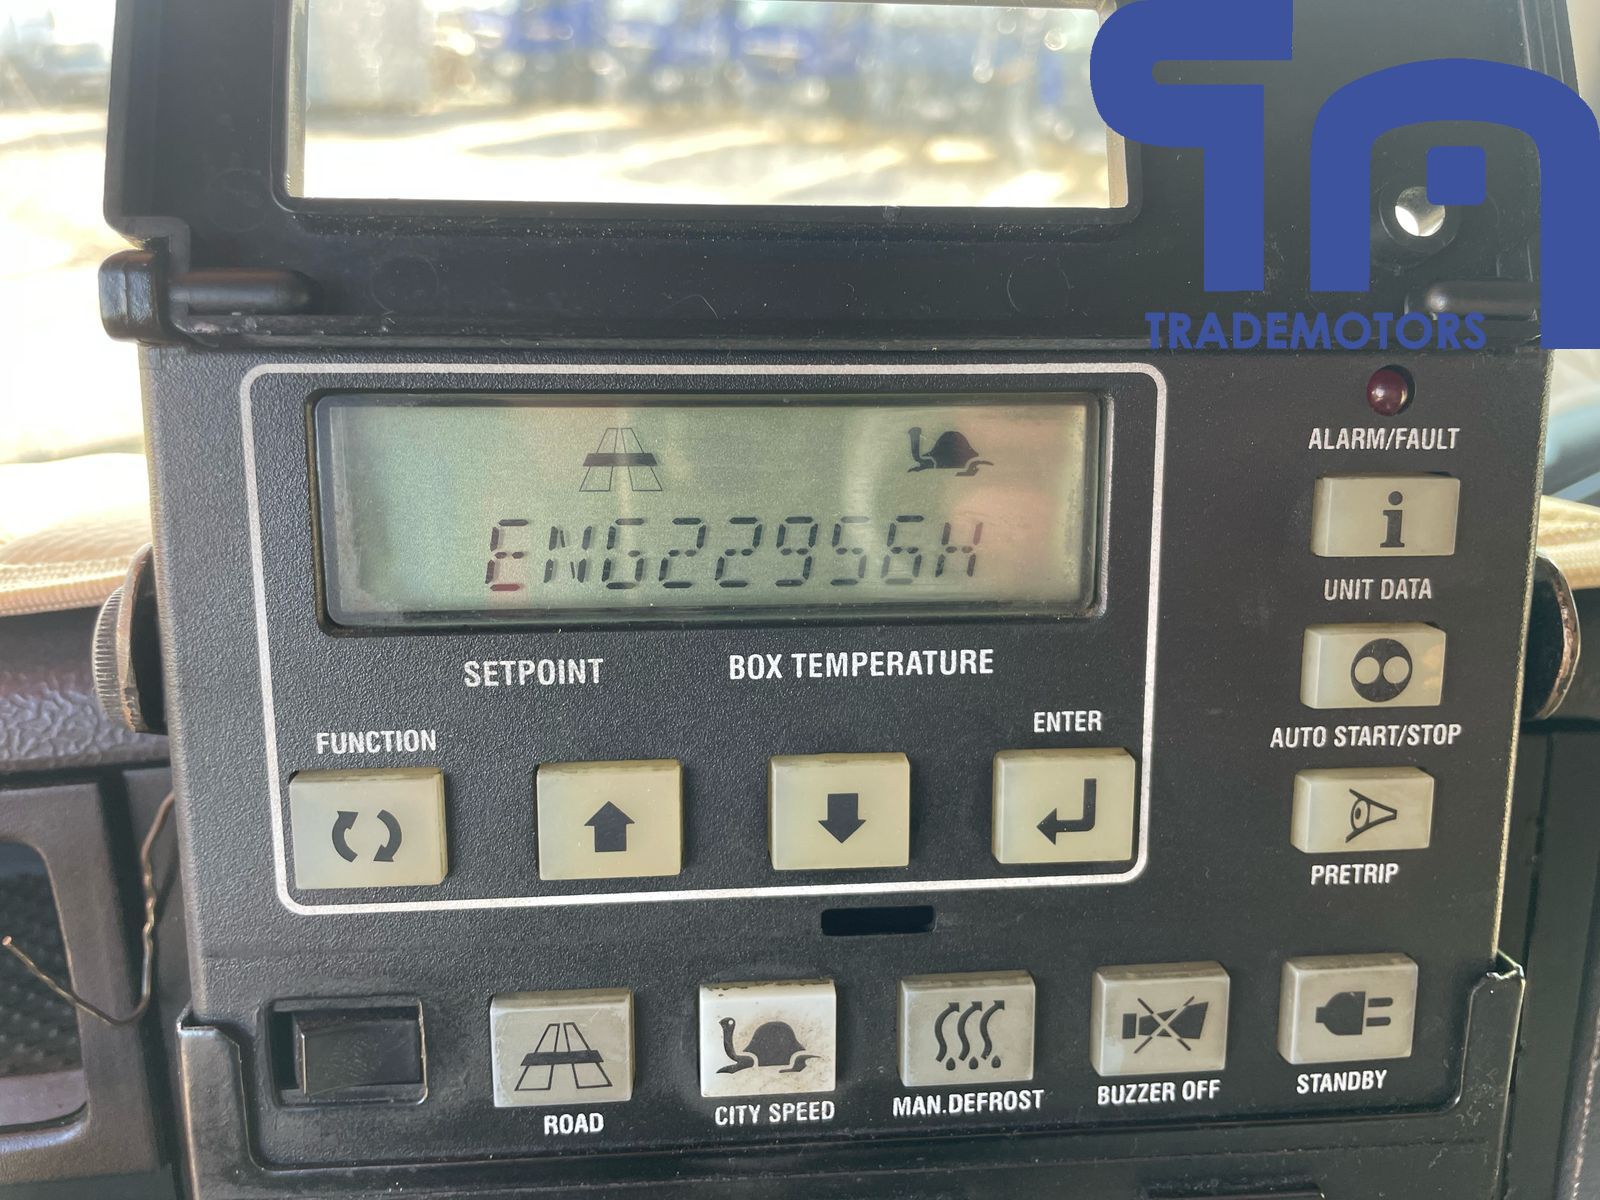 TRADEMOTORS
ALARM/FAULT
ENG22956H
UNIT DATA
SETPOINT
BOX TEMPERATURE
AUTO START/STOP
FUNCTION
ENTER
PRETRIP
ROAD
CITY SPEED
MAN.DEFROST
BUZZER OFF
STANDBY